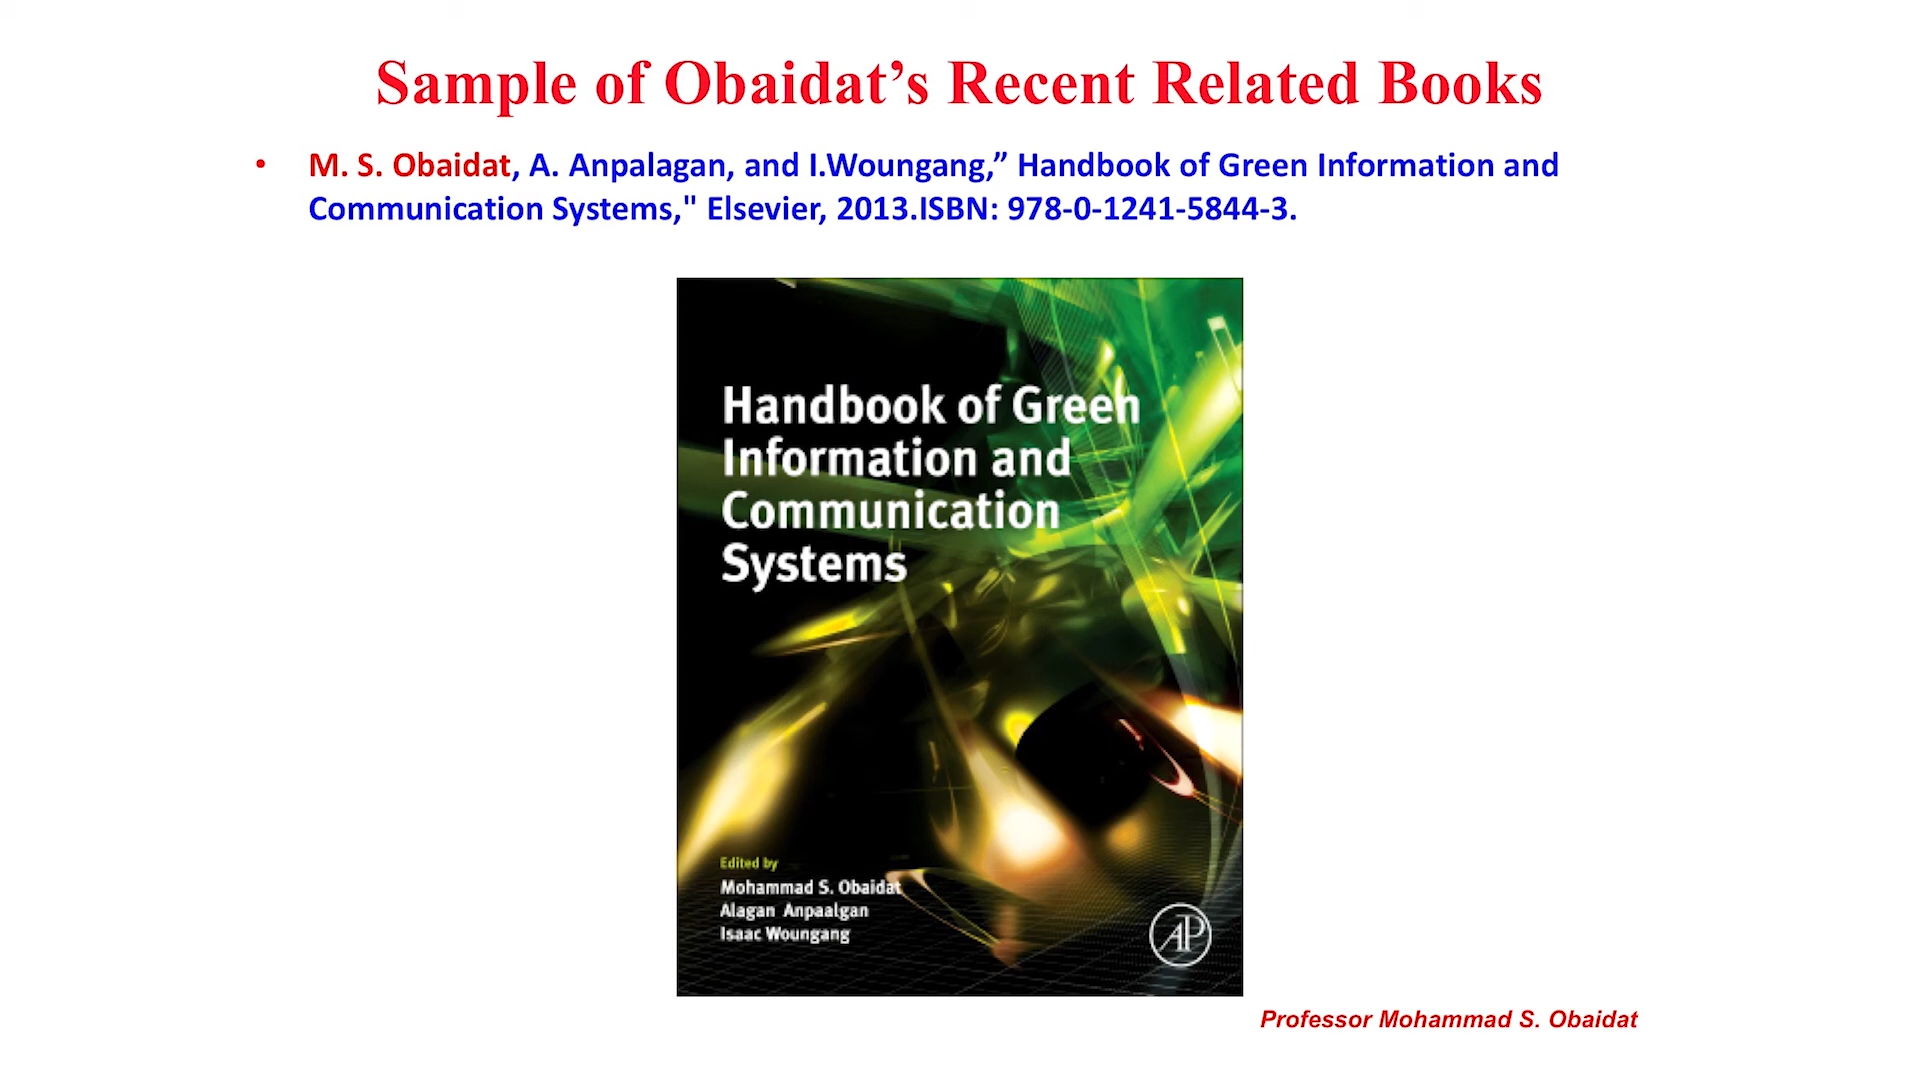 Sample of Obaidat’s Recent Related Books
• M. S. Obaidat, A. Anpalagan, and I.Woungang,” Handbook of Green Information and
Communication Systems," Elsevier, 2013.ISBN: 978-0-1241-5844-3.
Handbook of Green
Information and
Communication
Systems
Edited by
Mohammad S. Obaidat
Alagan Anpaalgan
Isaac Woungang
AP
Professor Mohammad S. Obaidat